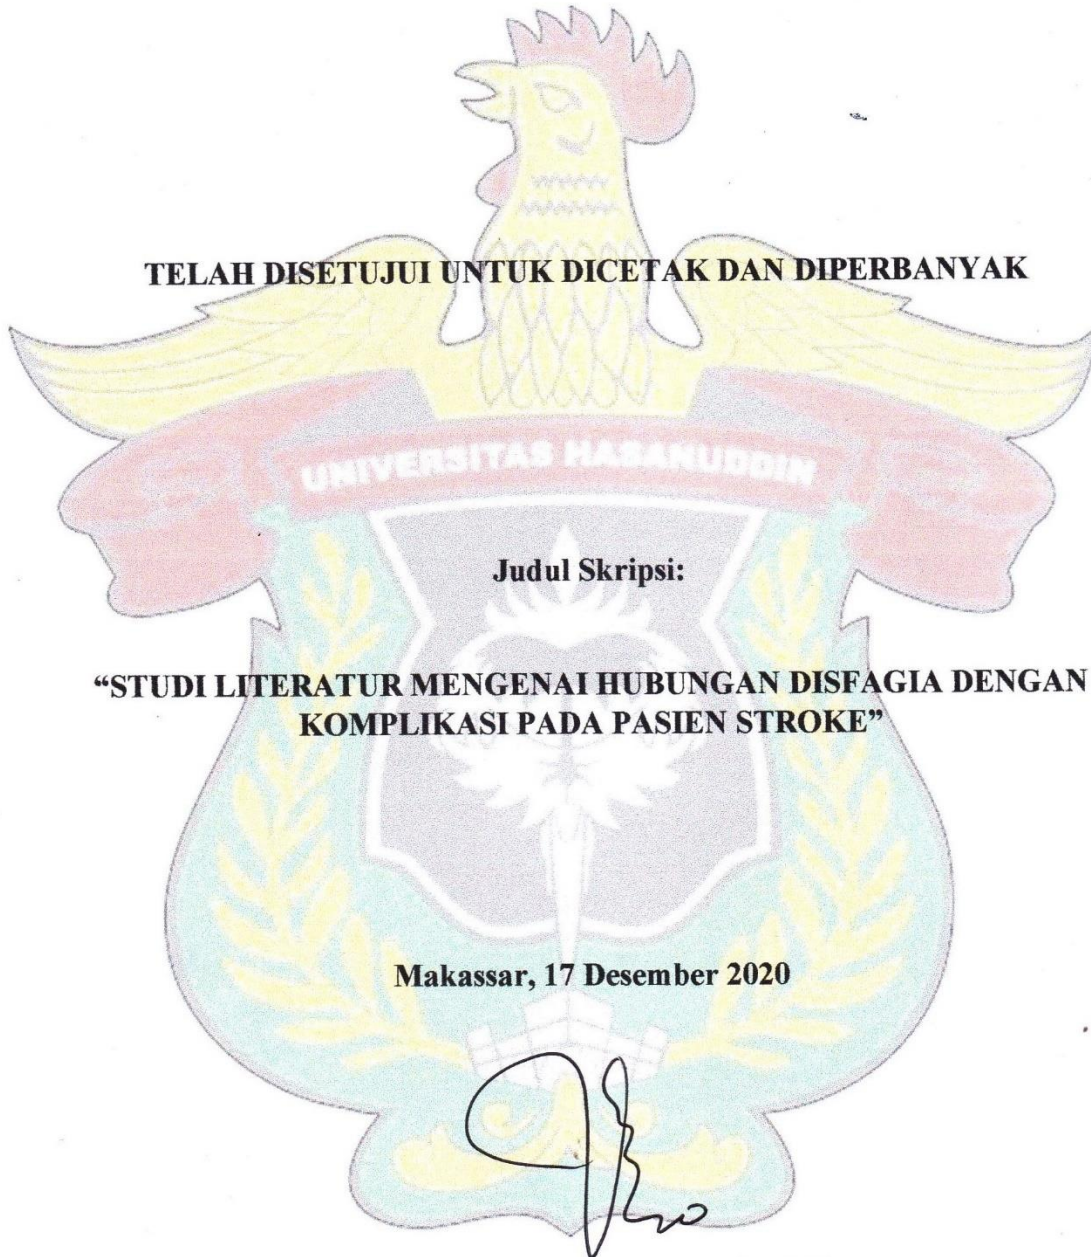 TELAH DISETUJUI UNTUK DICETAK DAN DIPERBANYAK
UNIVERSITAS HASANUDDIN
Judul Skripsi:
“STUDI LITERATUR MENGENAI HUBUNGAN DISFAGIA DENGAN
KOMPLIKASI PADA PASIEN STROKE”
Makassar, 17 Desember 2020